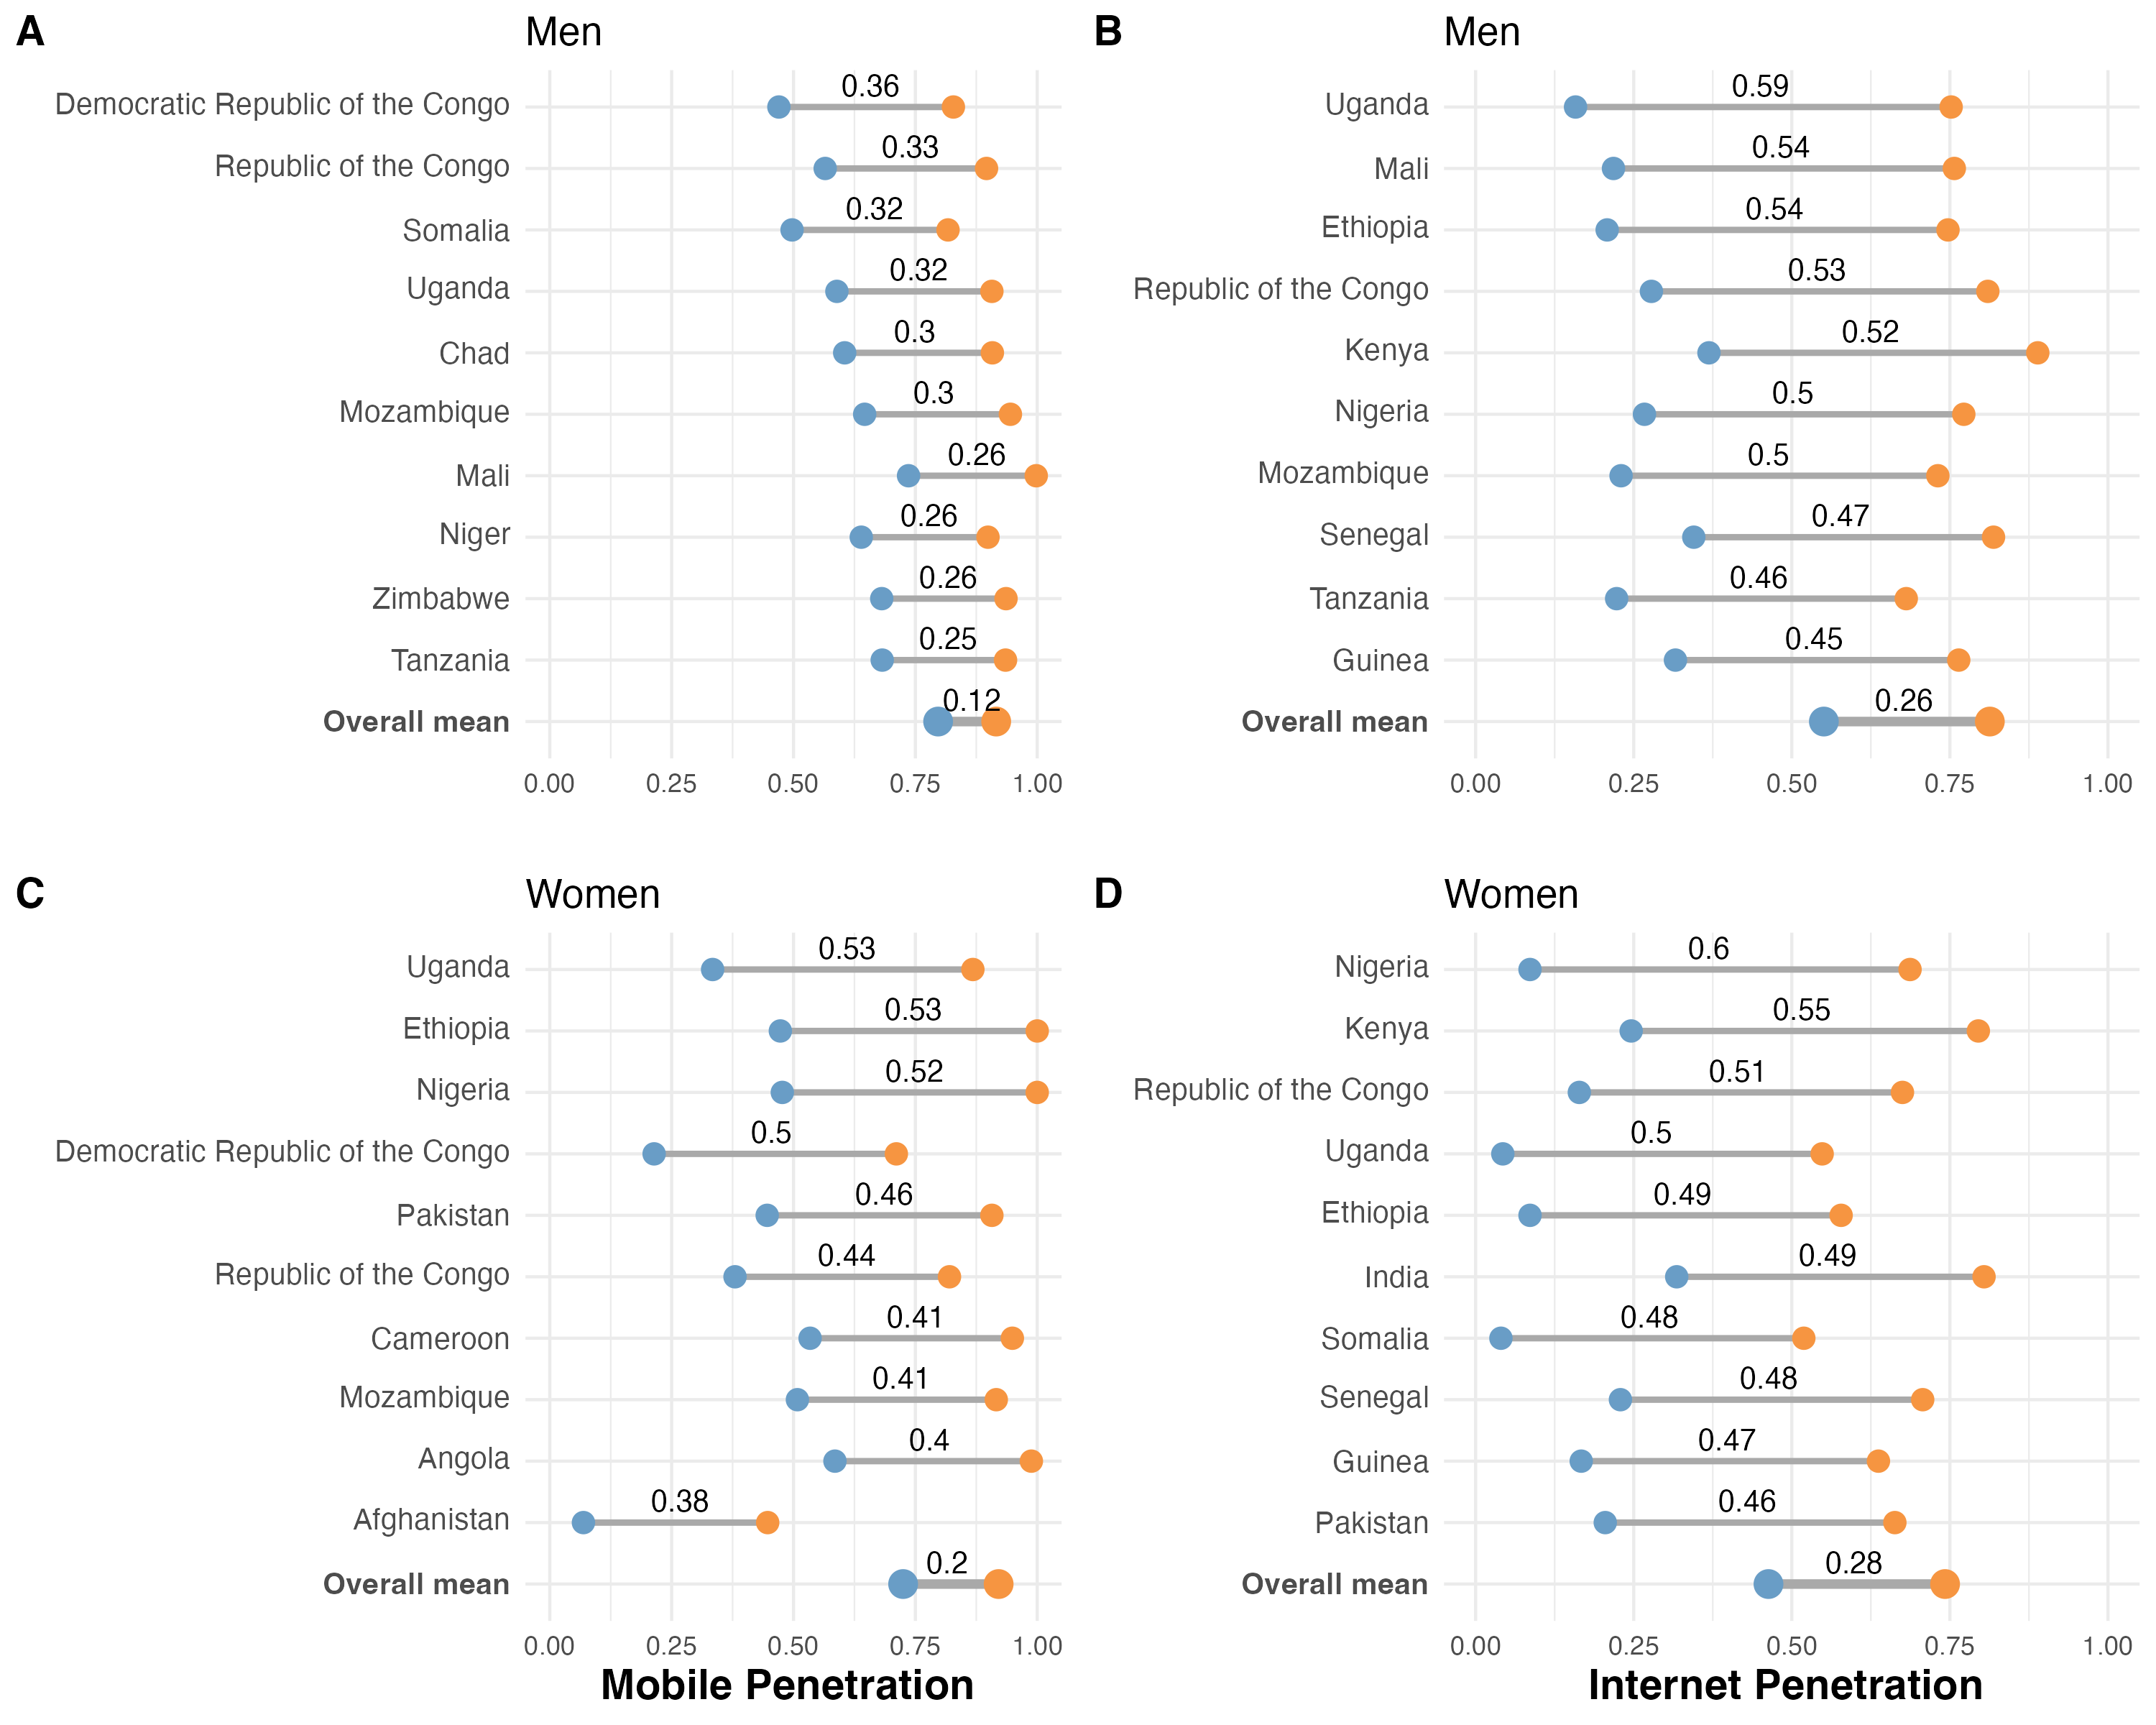 A
Men
Democratic Republic of the Congo
0.36
Republic of the Congo
0.33
Somalia
0.32
Uganda
0.32
Chad
0.3
Mozambique
0.3
Mali
0.26
Niger
0.26
Zimbabwe
0.26
Tanzania
0.25
Overall mean
0.12
0.00 0.25 0.50 0.75 1.00
B
Men
Uganda
0.59
Mali
0.54
Ethiopia
0.54
Republic of the Congo
0.53
Kenya
0.52
Nigeria
0.5
Mozambique
0.5
Senegal
0.47
Tanzania
0.46
Guinea
0.45
Overall mean
0.26
0.00 0.25 0.50 0.75 1.00
C
Women
Uganda
0.53
Ethiopia
0.53
Nigeria
0.52
Democratic Republic of the Congo
0.5
Pakistan
0.46
Republic of the Congo
0.44
Cameroon
0.41
Mozambique
0.41
Angola
0.4
Afghanistan
0.38
Overall mean
0.2
0.00 0.25 0.50 0.75 1.00
Mobile Penetration
D
Women
Nigeria
0.6
Kenya
0.55
Republic of the Congo
0.51
Uganda
0.5
Ethiopia
0.49
India
0.49
Somalia
0.48
Senegal
0.48
Guinea
0.47
Pakistan
0.46
Overall mean
0.28
0.00 0.25 0.50 0.75 1.00
Internet Penetration